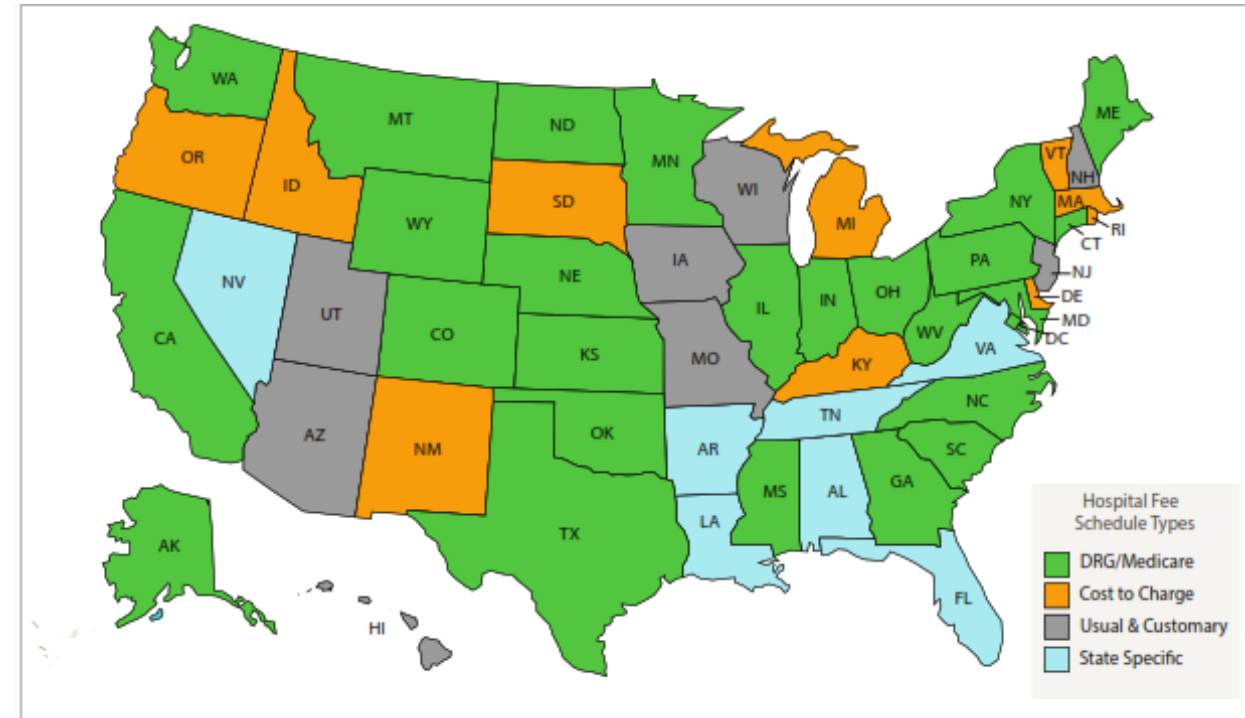 WA
MT
ND
MN
ME
OR
ID
SD
WI
VT
NH
WY
MI
NY
MA
RI
CT
NV
UT
NE
IA
IL
IN
OH
PA
NJ
DE
MD
DC
CA
CO
KS
MO
KY
WV
VA
AZ
NM
OK
AR
TN
NC
SC
TX
LA
MS
AL
GA
FL
AK
HI
Hospital Fee
Schedule Types
DRG/Medicare
Cost to Charge
Usual & Customary
State Specific